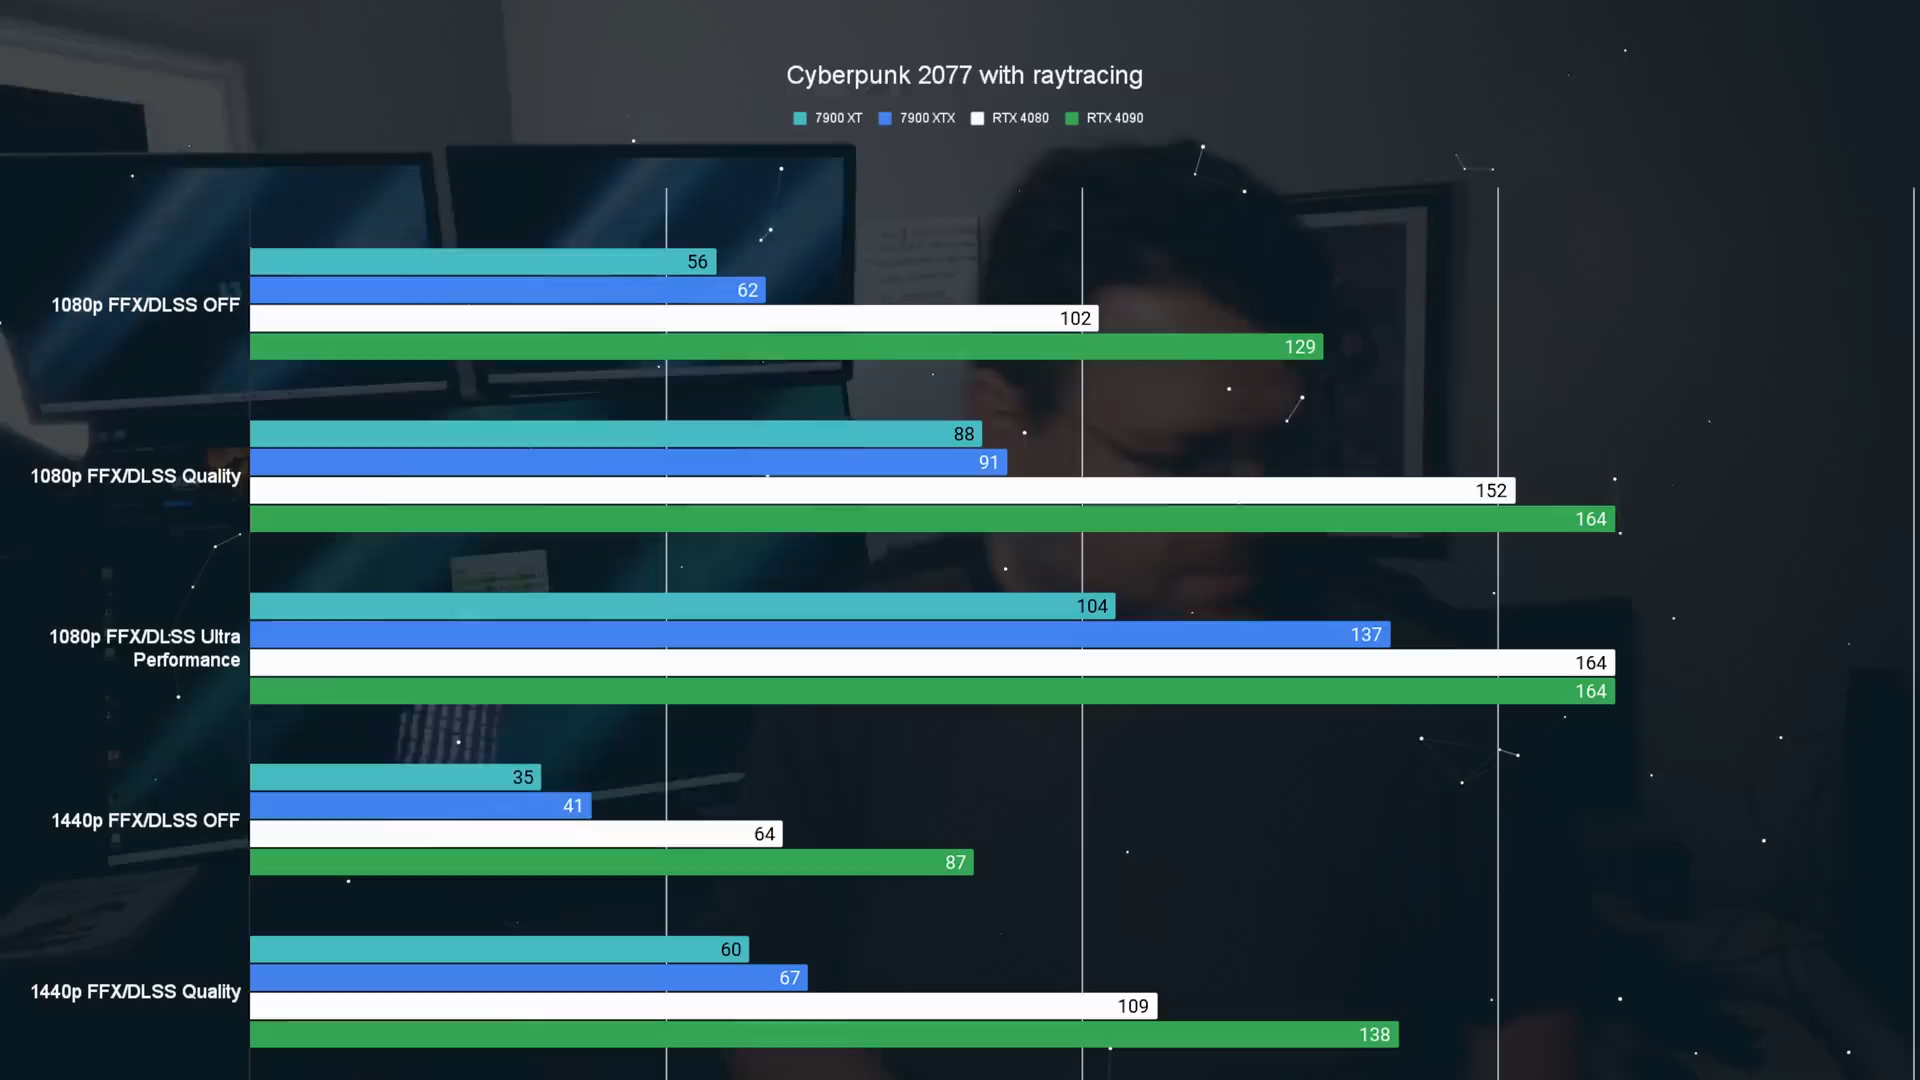 Cyberpunk 2077 with raytracing
7900 XT 7900 XTX RTX 4080 RTX 4090
1080p FFX/DLSS OFF
56
62
102
129
1080p FFX/DLSS Quality
88
91
152
164
1080p FFX/DLSS Ultra
Performance
104
137
164
164
1440p FFX/DLSS OFF
35
41
64
87
1440p FFX/DLSS Quality
60
67
109
138